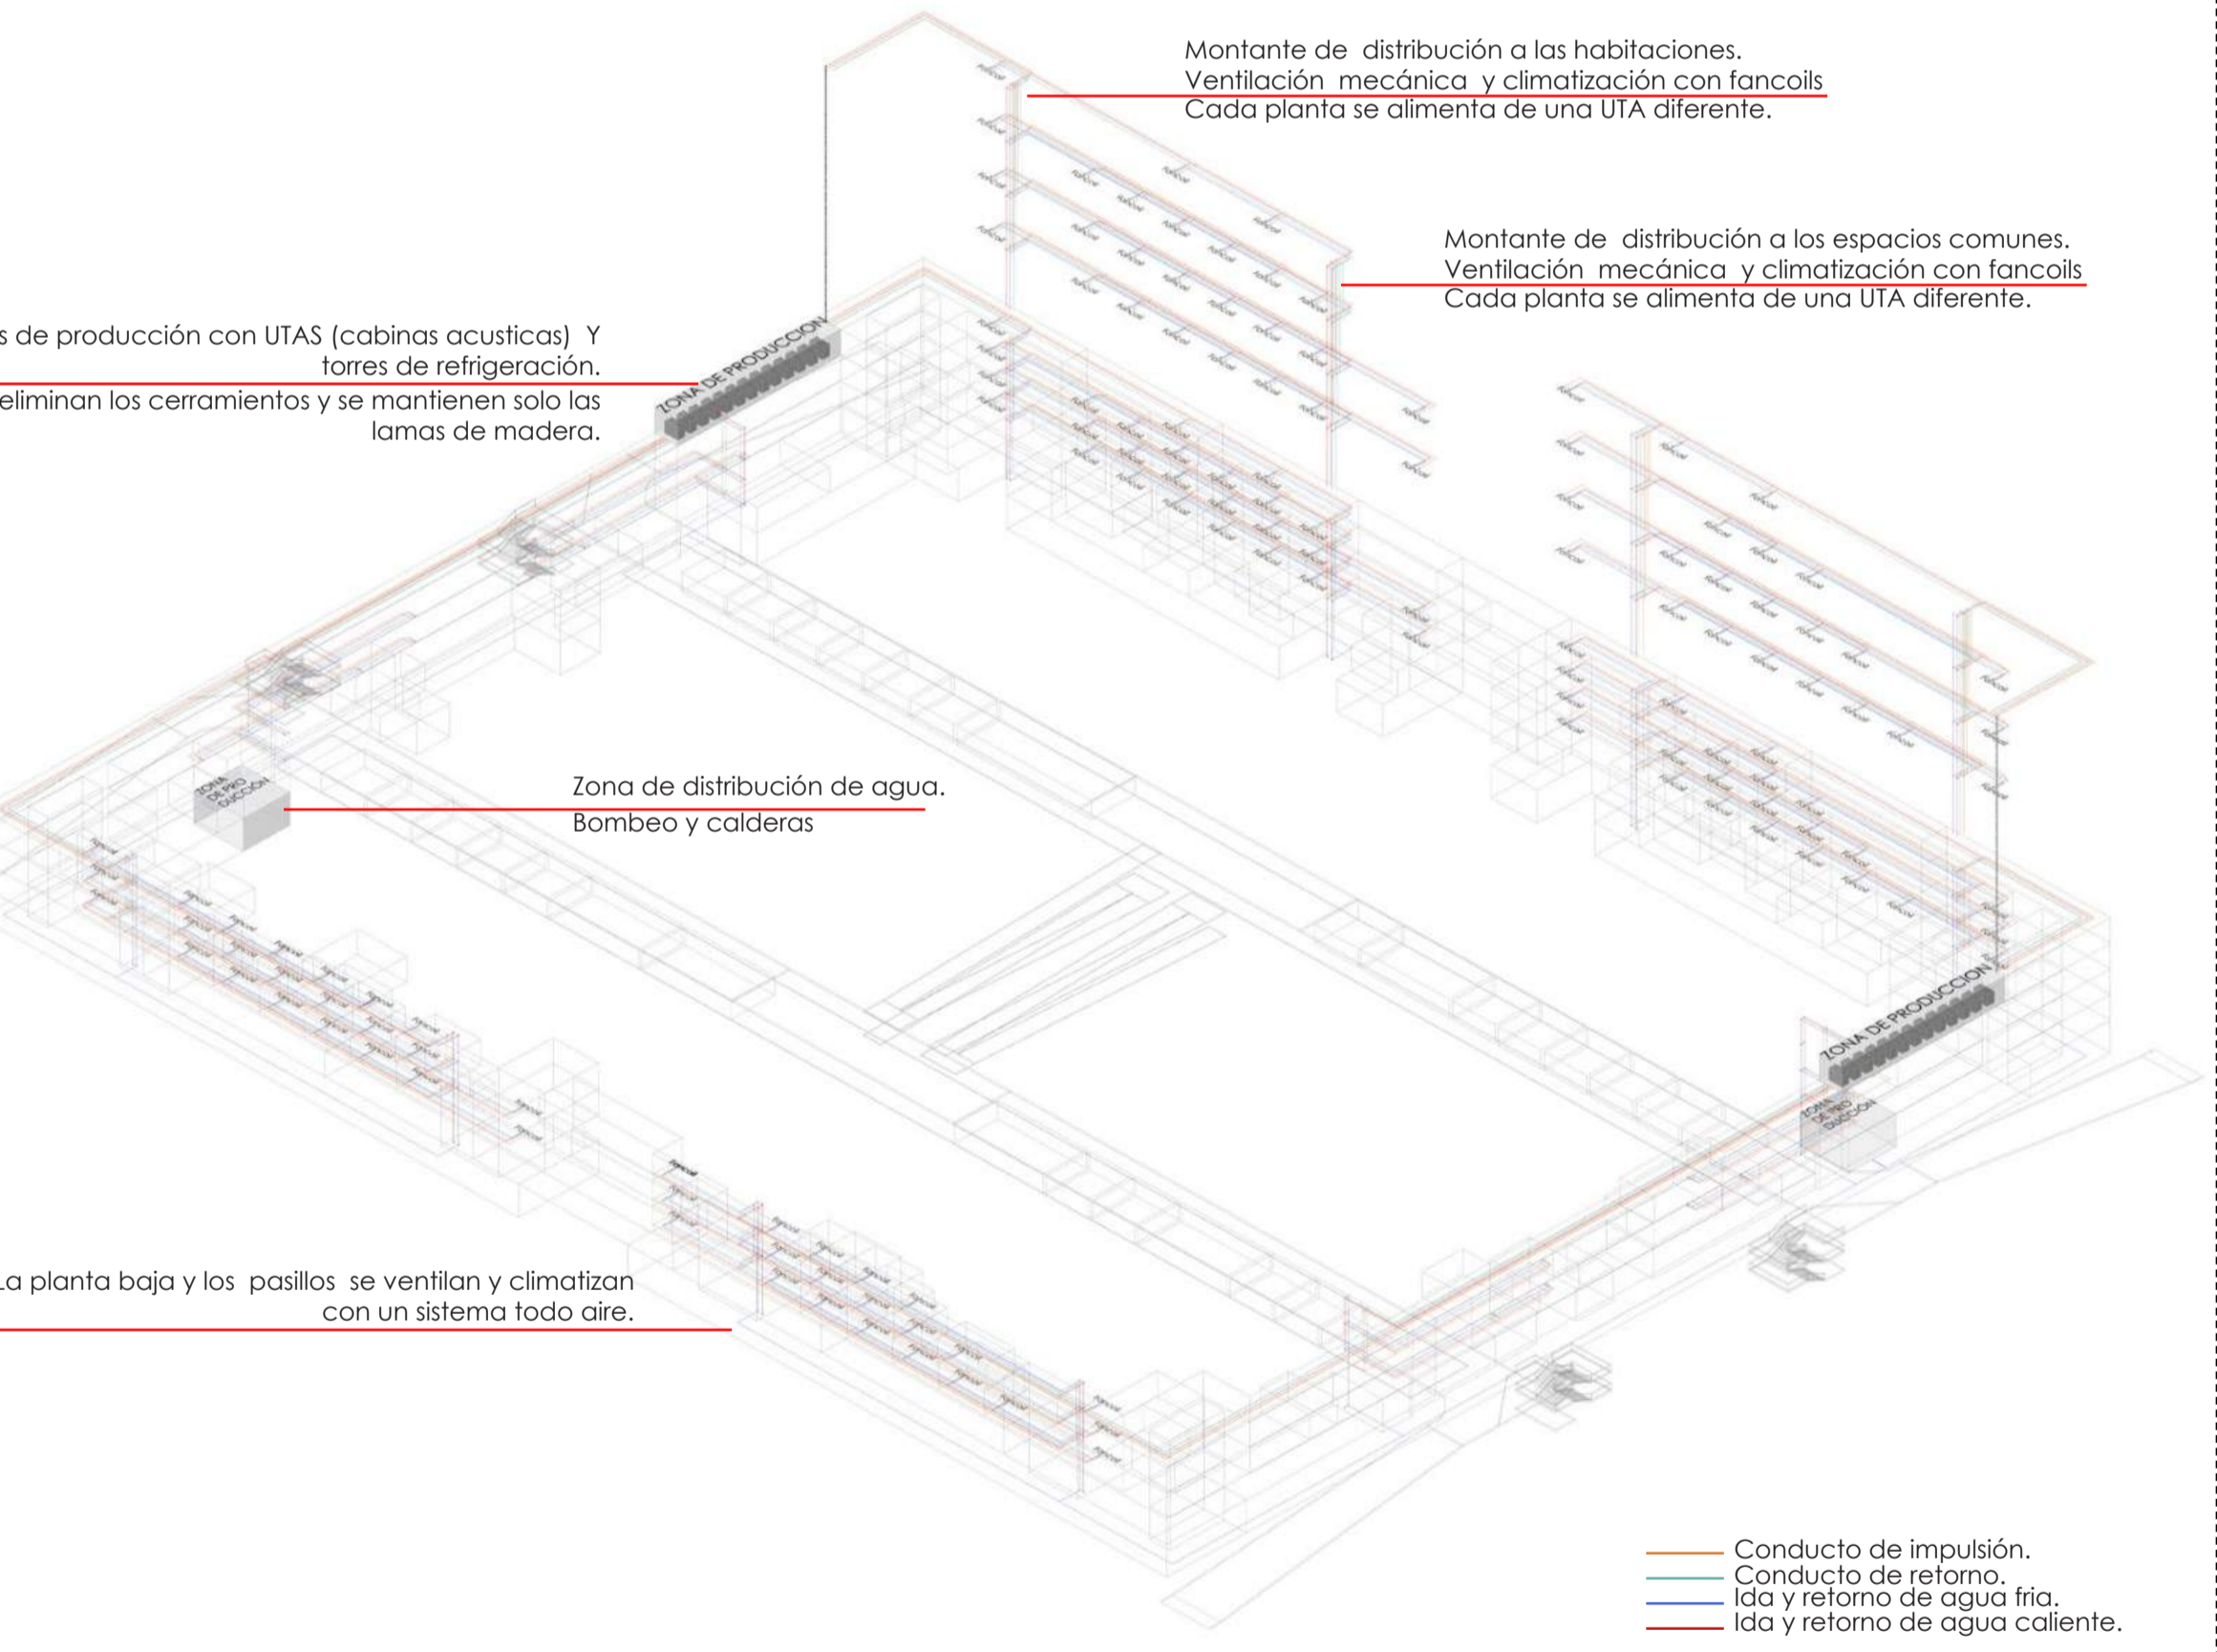 Montante de distribución a las habitaciones.
Ventilación mecánica y climatización con fancoils
Cada planta se alimenta de una UTA diferente.
Montante de distribución a los espacios comunes.
Ventilación mecánica y climatización con fancoils
Cada planta se alimenta de una UTA diferente.
de producción con UTAS (cabinas acusticas) Y
torres de refrigeración.
eliminan los cerramientos y se mantienen solo las
lamas de madera.
ZONA DE PRODUCCION
ZONA
DE PRO
DUCCIÓN
Zona de distribución de agua.
Bombeo y calderas
ZONA DE PRODUCCION
ZONA
DE PRO
DUCCIÓN
La planta baja y los pasillos se ventilan y climatizan
con un sistema todo aire.
Fancoil
Conducto de impulsión.
Conducto de retorno.
Ida y retorno de agua fria.
Ida y retorno de agua caliente.